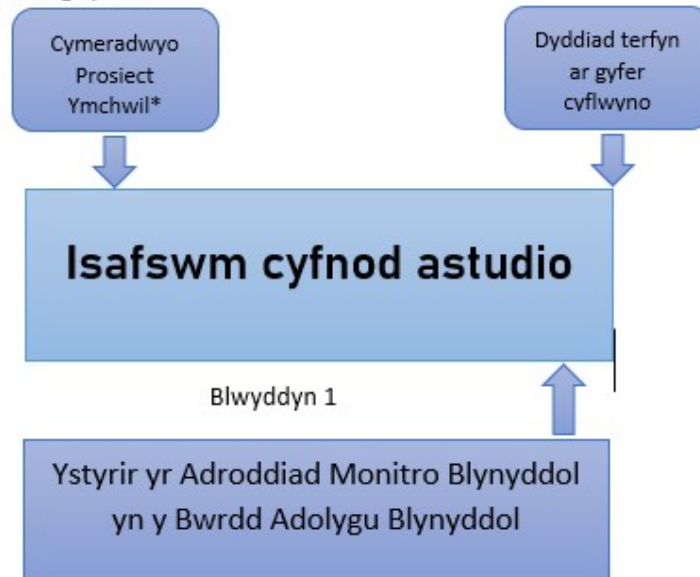 Cymeradwyo
Prosiect
Ymchwil*
Dyddiad terfyn
ar gyfer
cyflwyno
Isafswm cyfnod astudio
Blwyddyn 1
Ystyrir yr Adroddiad Monitro Blynyddol
yn y Bwrdd Adolygu Blynyddol